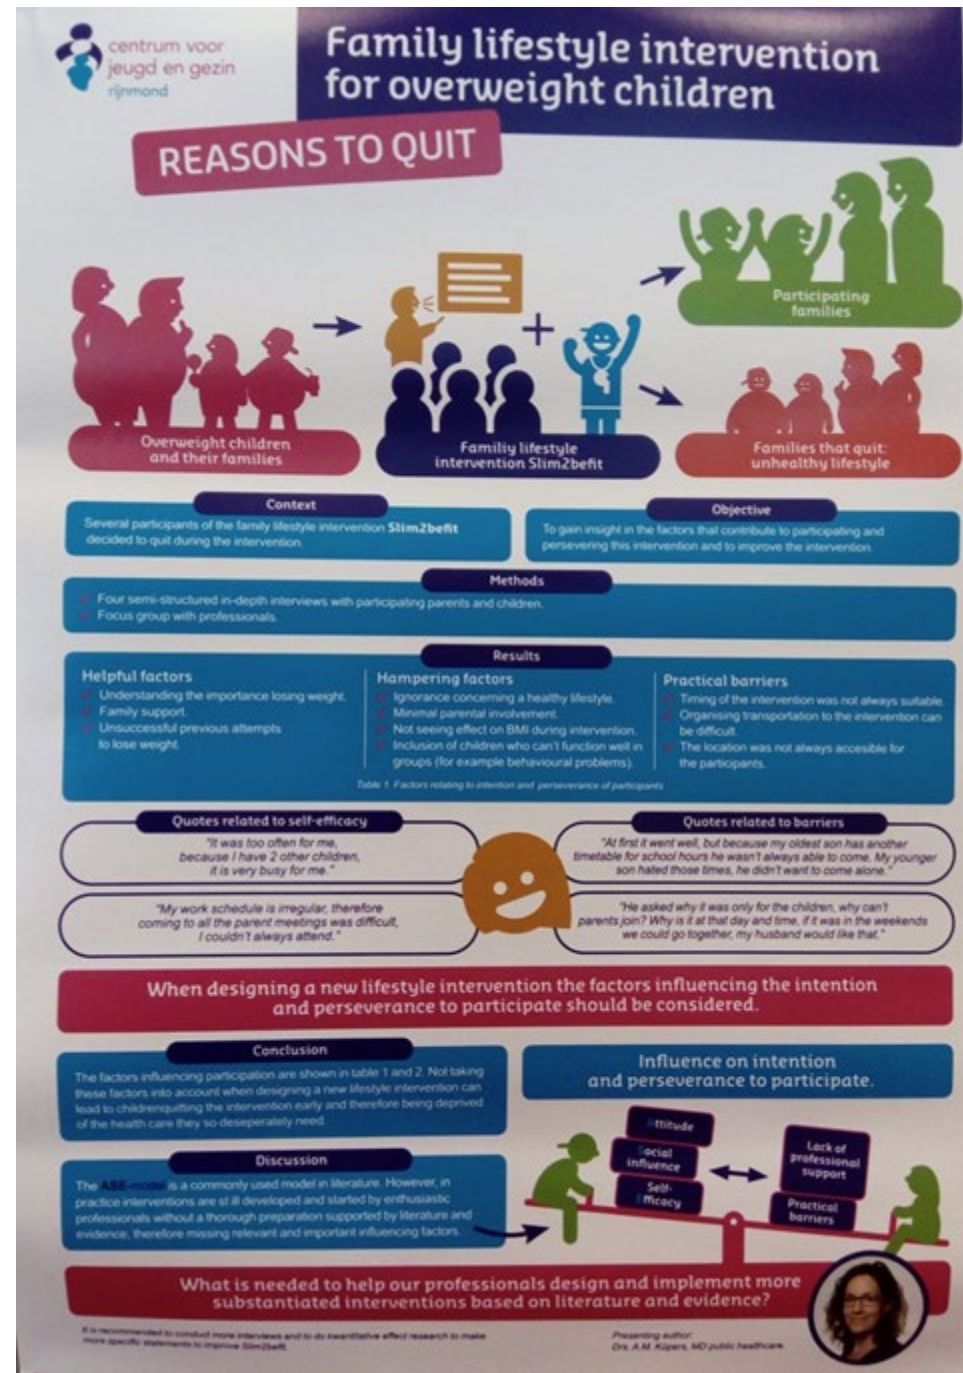 centrum voor
jeugd en gezin
rijnmond
Family lifestyle intervention
for overweight children
REASONS TO QUIT
Participating
families
Overweight children
and their families
Familiy lifestyle
intervention Slim2befit
Families that quit:
unhealthy lifestyle
Context
Several participants of the family lifestyle intervention Slim2befit
decided to quit during the intervention.
Objective
To gain insight in the factors that contribute to participating and
persevering this intervention and to improve the intervention.
Methods
Four semi-structured in-depth interviews with participating parents and children.
Focus group with professionals.
Results
Helpful factors
Understanding the importance losing weight.
Family support.
Unsuccessful previous attempts
to lose weight.
Hampering factors
Ignorance concerning a healthy lifestyle.
Minimal parental involvement.
Not seeing effect on BMI during intervention.
Inclusion of children who can't function well in
groups (for example behavioural problems).
Practical barriers
Timing of the intervention was not always suitable.
Organising transportation to the intervention can
be difficult.
The location was not always accesible for
the participants.
Table 1. Factors relating to intention and perseverance of participants
Quotes related to self-efficacy
"It was too often for me,
because I have 2 other children,
it is very busy for me."
"My work schedule is irregular, therefore
coming to all the parent meetings was difficult,
I couldn't always attend."
Quotes related to barriers
"At first it went well, but because my oldest son has another
timetable for school hours he wasn't always able to come. My younger
son hated those times, he didn't want to come alone."
"He asked why it was only for the children, why can't
parents join? Why is it at that day and time, if it was in the weekends
we could go together, my husband would like that."
When designing a new lifestyle intervention the factors influencing the intention
and perseverance to participate should be considered.
Conclusion
The factors influencing participation are shown in table 1 and 2. Not taking
these factors into account when designing a new lifestyle intervention can
lead to childrenquitting the intervention early and therefore being deprived
of the health care they so deseperately need.
Discussion
The ASE-model is a commonly used model in literature. However, in
practice interventions are st ill developed and started by enthusiastic
professionals without a thorough preparation supported by literature and
evidence, therefore missing relevant and important influencing factors.
Influence on intention
and perseverance to participate.
Attitude
Social
influence
Self-
Efficacy
Lack of
professional
support
Practical
barriers
What is needed to help our professionals design and implement more
substantiated interventions based on literature and evidence?
It is recommended to conduct more interviews and to do kwantitative effect research to make
more specific statements to improve Slim2befit.
Presenting author:
Drs. A.M. Küpers, MD public healthcare.